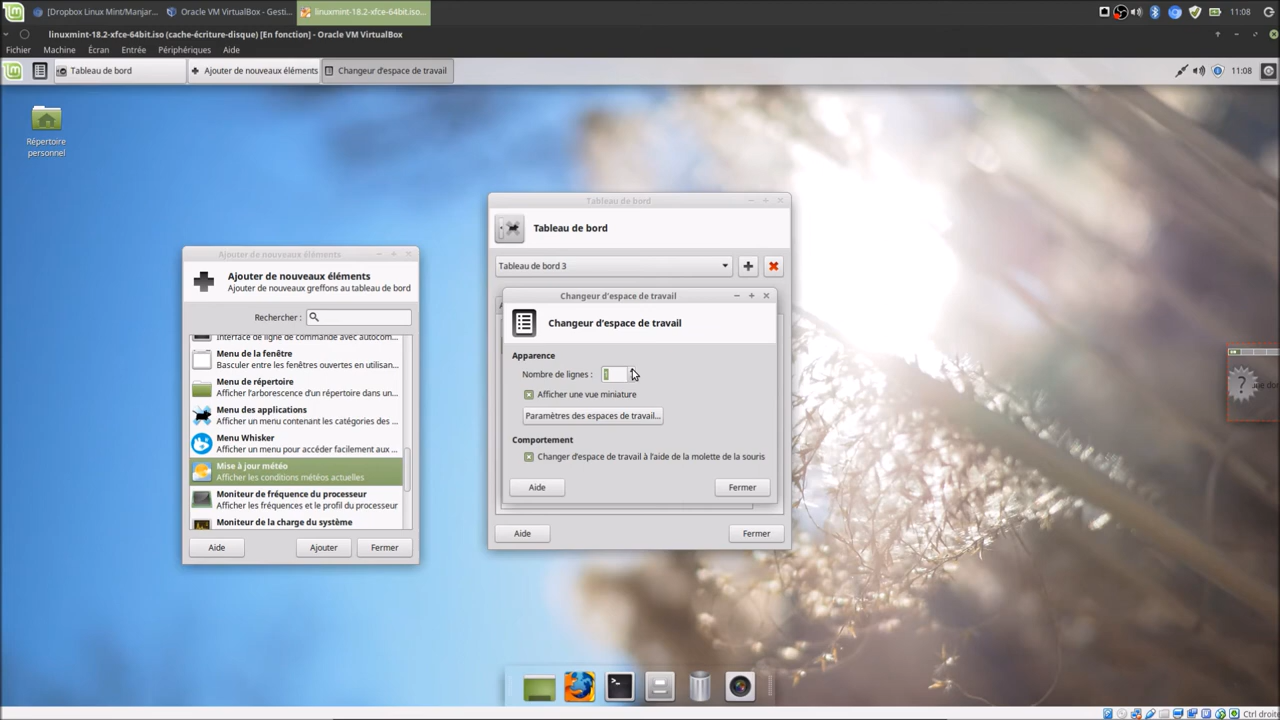 [Dropbox Linux Mint/Manjar...
Oracle VM VirtualBox - Gesti...
linuxmint-18.2-xfce-64bit.iso...
11:08
linuxmint-18.2-xfce-64bit.iso (cache-écriture-disque) [En fonction] - Oracle VM VirtualBox
Fichier Machine Écran Entrée Périphériques Aide
Tableau de bord
Ajouter de nouveaux éléments
Changeur d'espace de travail
11:08
Répertoire
personnel
Ajouter de nouveaux éléments
Ajouter de nouveaux éléments
Ajouter de nouveaux greffons au tableau de bord
Rechercher :
Interface de ligne de commande avec autocom...
Menu de la fenêtre
Basculer entre les fenêtres ouvertes en utilisan...
Menu de répertoire
Afficher l'arborescence d'un répertoire dans un...
Menu des applications
Afficher un menu contenant les catégories des ...
Menu Whisker
Afficher un menu pour accéder facilement aux ...
Mise à jour météo
Afficher les conditions météos actuelles
Moniteur de fréquence du processeur
Afficher les fréquences et le profil du processeur
Moniteur de la charge du système
Aide
Ajouter
Fermer
Tableau de bord
Tableau de bord
Tableau de bord 3
Changeur d'espace de travail
Changeur d'espace de travail
Apparence
Nombre de lignes : 1
Afficher une vue miniature
Paramètres des espaces de travail...
Comportement
Changer d'espace de travail à l'aide de la molette de la souris
Aide
Fermer
Aide
Fermer
Ctrl droite